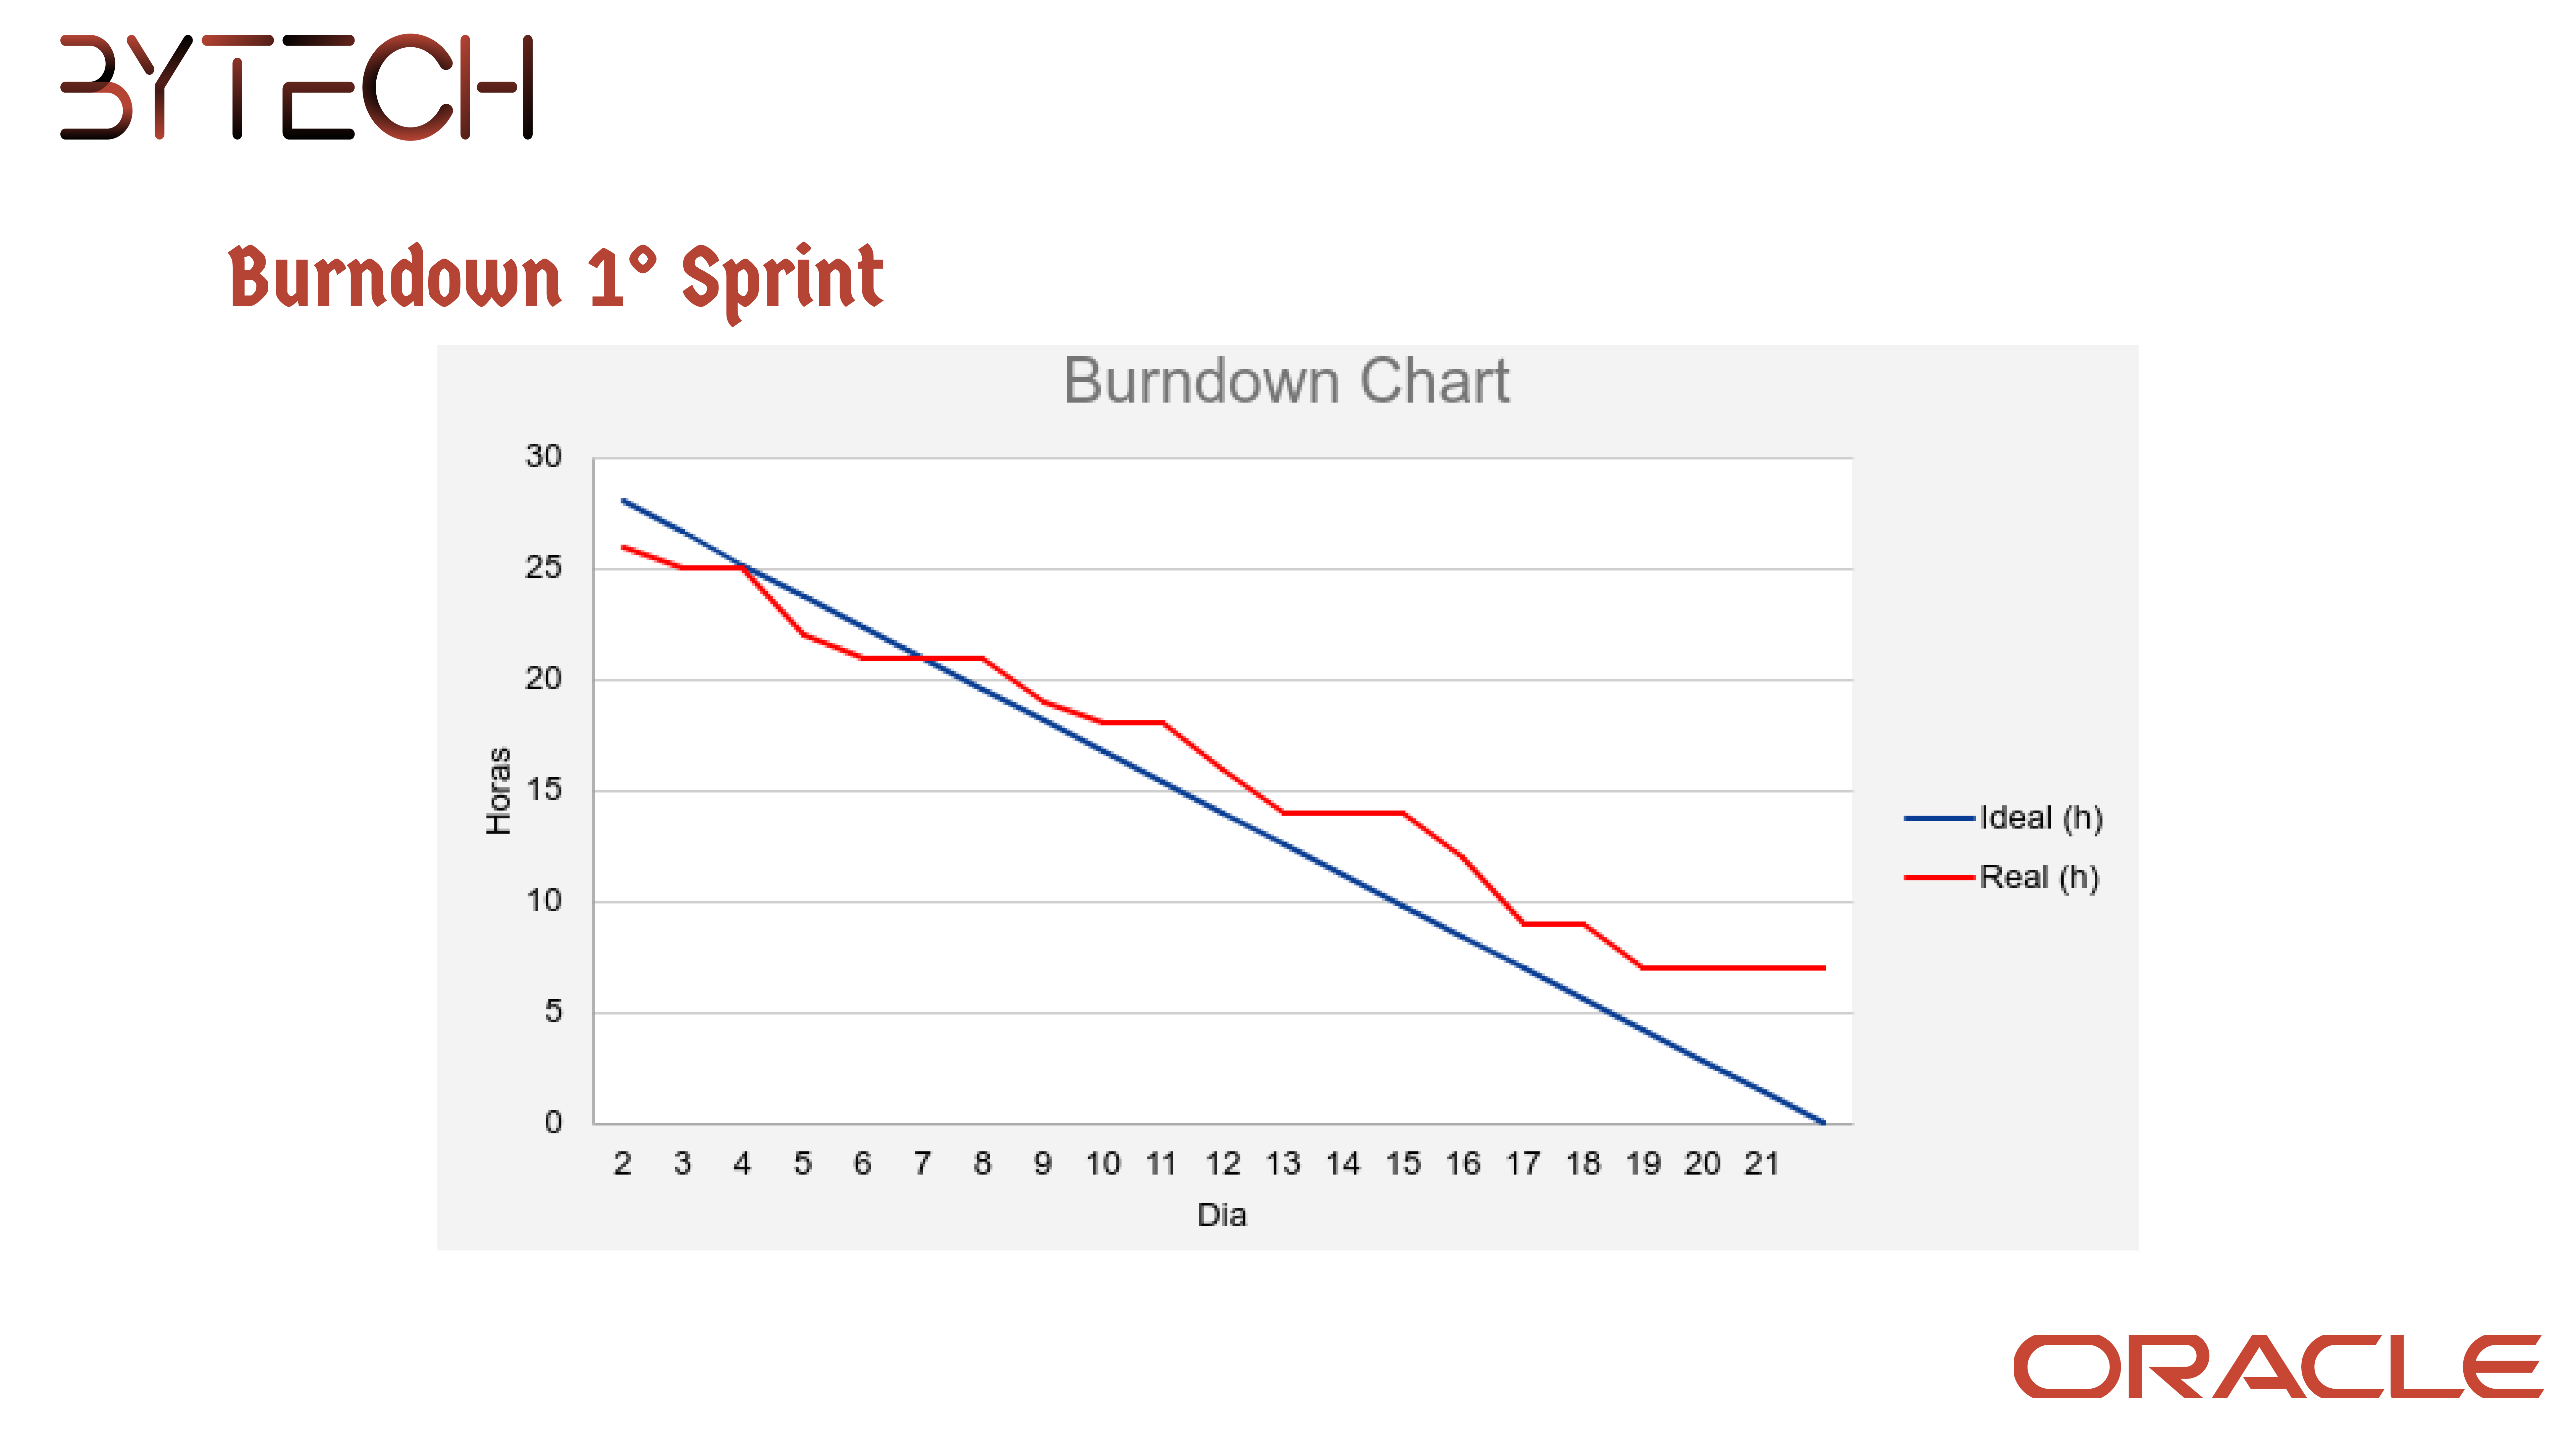 BYTECH
Burndown 1° Sprint
Burndown Chart
30
25
20
15
10
5
0
Horas
Ideal (h)
Real (h)
2 3 4 5 6 7 8 9 10 11 12 13 14 15 16 17 18 19 20 21
Dia
ORACLE